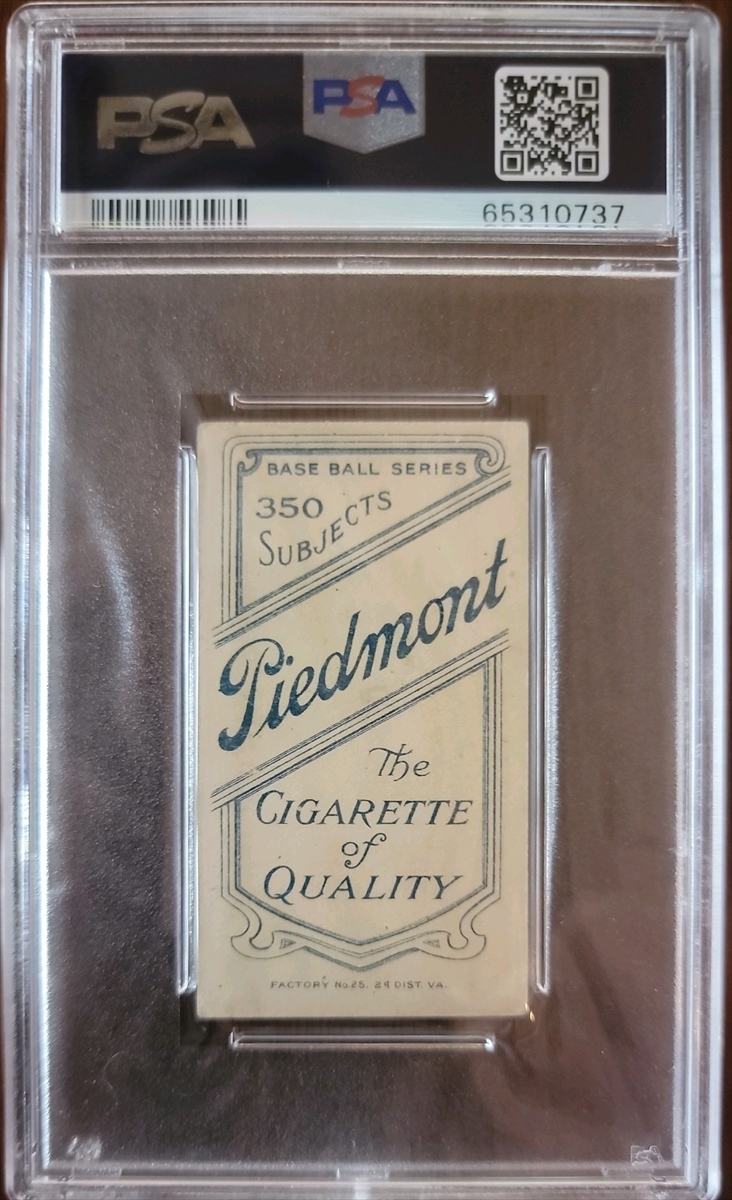 PSA
PSA
65310737
BASE BALL SERIES
350
SUBJECTS
Piedmont
The
CIGARETTE
of
QUALITY
FACTORY No. 25. 2d DIST. VA.